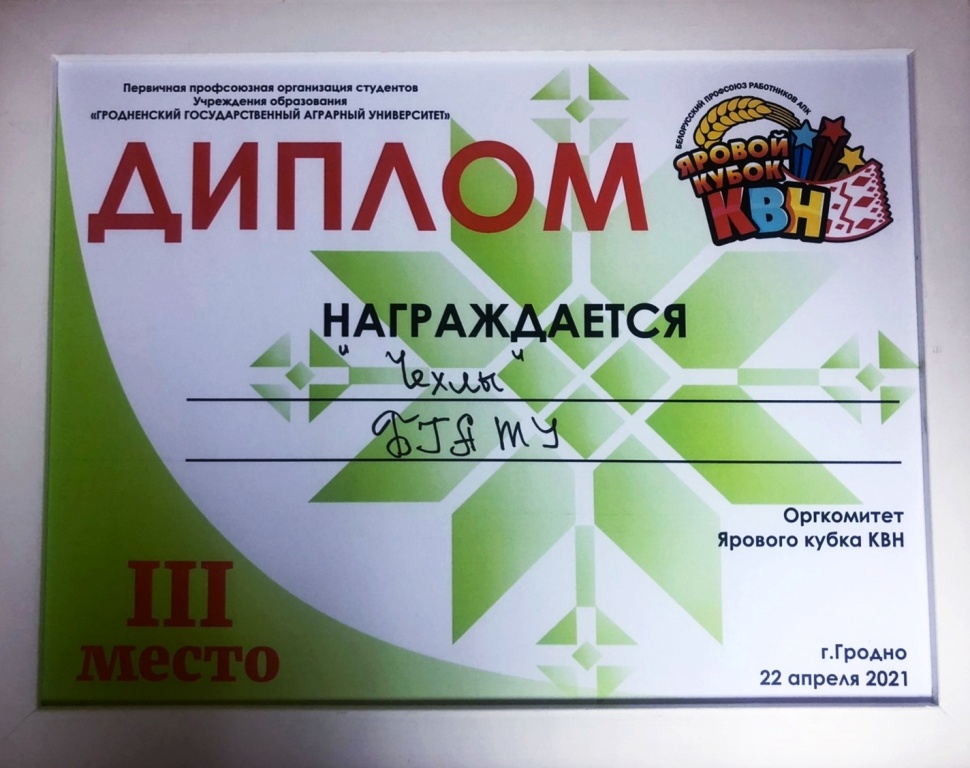 Первичная профсоюзная организация студентов
Учреждения образования
«ГРОДНЕНСКИЙ ГОСУДАРСТВЕННЫЙ АГРАРНЫЙ УНИВЕРСИТЕТ»
БЕЛОРУССКИЙ ПРОФСОЮЗ РАБОТНИКОВ АПК
ЯРОВОЙ
КУБОК
КВН
ДИПЛОМ
НАГРАЖДАЕТСЯ
"Чехлы"
БГАТУ
Оргкомитет
Ярового кубка КВН
III
место
г.Гродно
22 апреля 2021